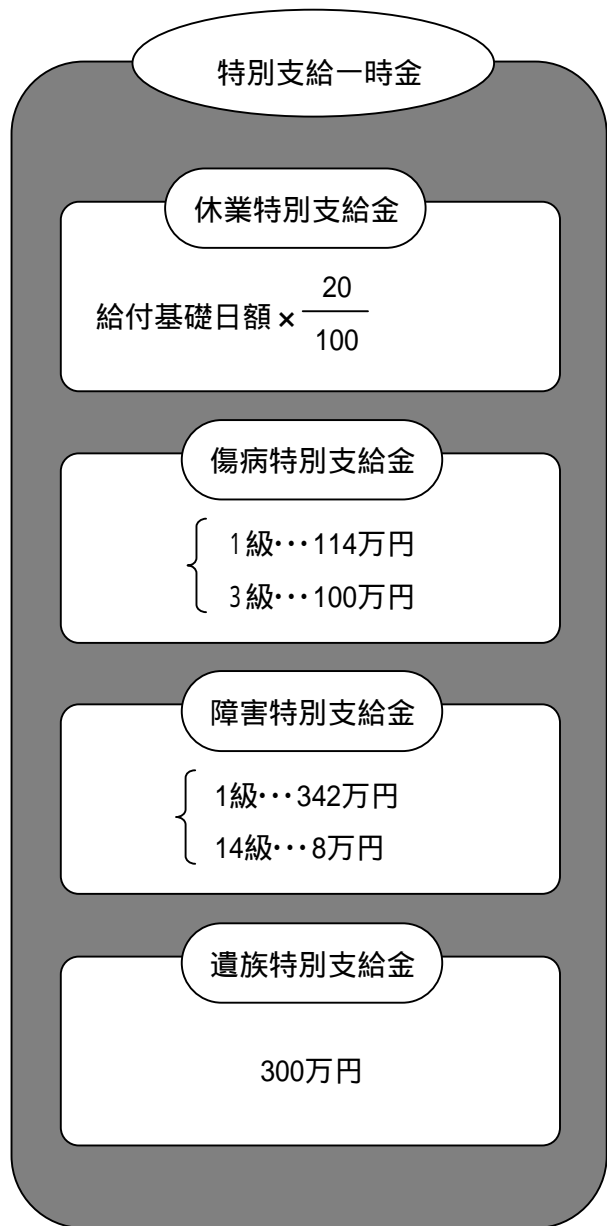 特別支給一時金
休業特別支給金
給付基礎日額×20/100
傷病特別支給金
1級･･･114万円
3級･･･100万円
障害特別支給金
1級･･･342万円
14級･･･8万円
遺族特別支給金
300万円